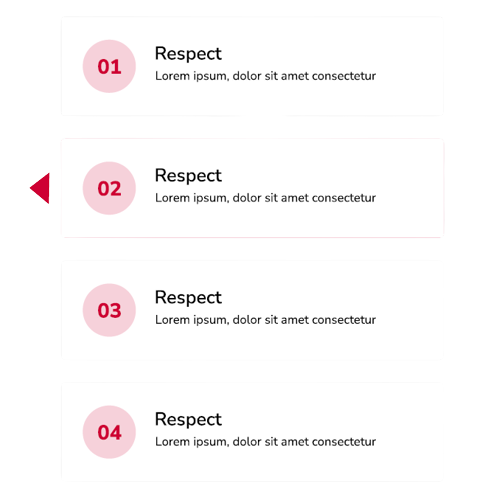 01
Respect
Lorem ipsum, dolor sit amet consectetur
02
Respect
Lorem ipsum, dolor sit amet consectetur
03
Respect
Lorem ipsum, dolor sit amet consectetur
04
Respect
Lorem ipsum, dolor sit amet consectetur